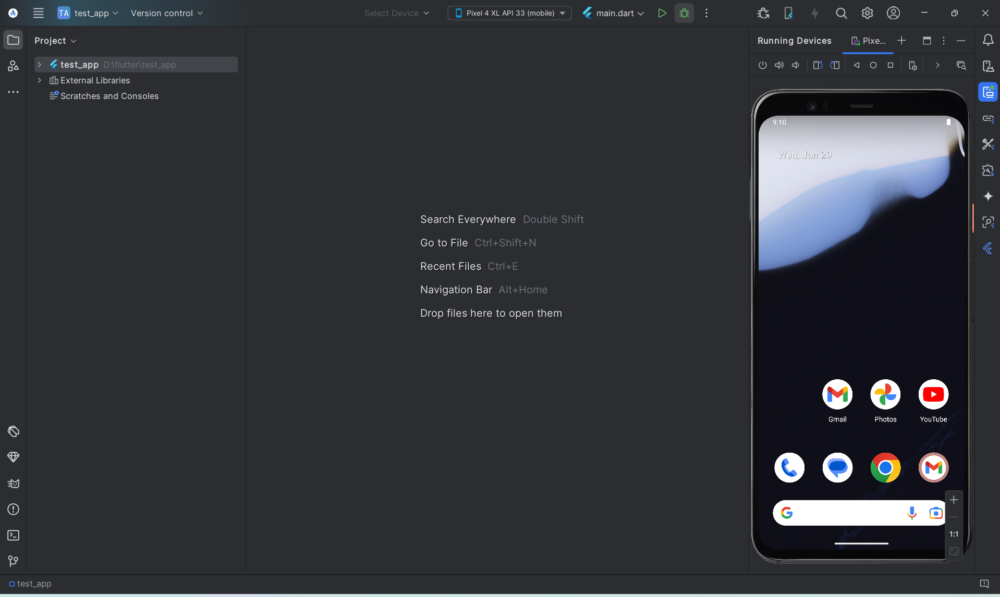 TA test_app Version control Select Device Pixel 4 XL API 33 (mobile) main.dart
Project
test_app D:\flutter\test_app
External Libraries
Scratches and Consoles
Search Everywhere Double Shift
Go to File Ctrl+Shift+N
Recent Files Ctrl+E
Navigation Bar Alt+Home
Drop files here to open them
Running Devices Pixe...
9:10
Wed, Jan 29
Gmail Photos YouTube
1:1
test_app